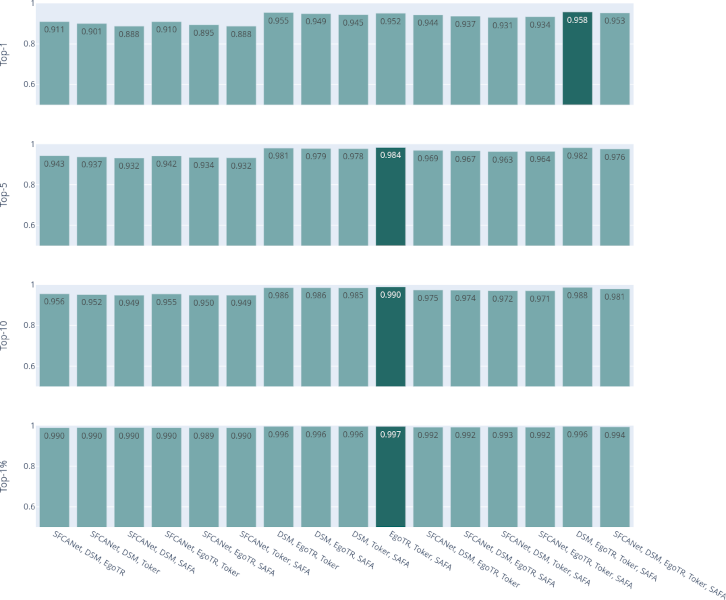 Top-1
1
0.8
0.6
0.911 0.901 0.888 0.910 0.895 0.888 0.955 0.949 0.945 0.952 0.944 0.937 0.931 0.934 0.958 0.953
Top-5
1
0.8
0.6
0.943 0.937 0.932 0.942 0.934 0.932 0.981 0.979 0.978 0.984 0.969 0.967 0.963 0.964 0.982 0.976
Top-10
1
0.8
0.6
0.956 0.952 0.949 0.955 0.950 0.949 0.986 0.986 0.985 0.990 0.975 0.974 0.972 0.971 0.988 0.981
Top-1%
1
0.8
0.6
0.990 0.990 0.990 0.990 0.989 0.990 0.996 0.996 0.996 0.997 0.992 0.992 0.993 0.992 0.996 0.994
SFCANet, DSM, EgoTR
SFCANet, DSM, Toker
SFCANet, DSM, SAFA
SFCANet, EgoTR, Toker
SFCANet, EgoTR, SAFA
SFCANet, Toker, SAFA
DSM, EgoTR, Toker
DSM, EgoTR, SAFA
DSM, Toker, SAFA
EgoTR, Toker, SAFA
SFCANet, DSM, EgoTR, Toker
SFCANet, DSM, EgoTR, SAFA
SFCANet, DSM, Toker, SAFA
SFCANet, EgoTR, Toker, SAFA
DSM, EgoTR, Toker, SAFA
SFCANet, DSM, EgoTR, Toker, SAFA